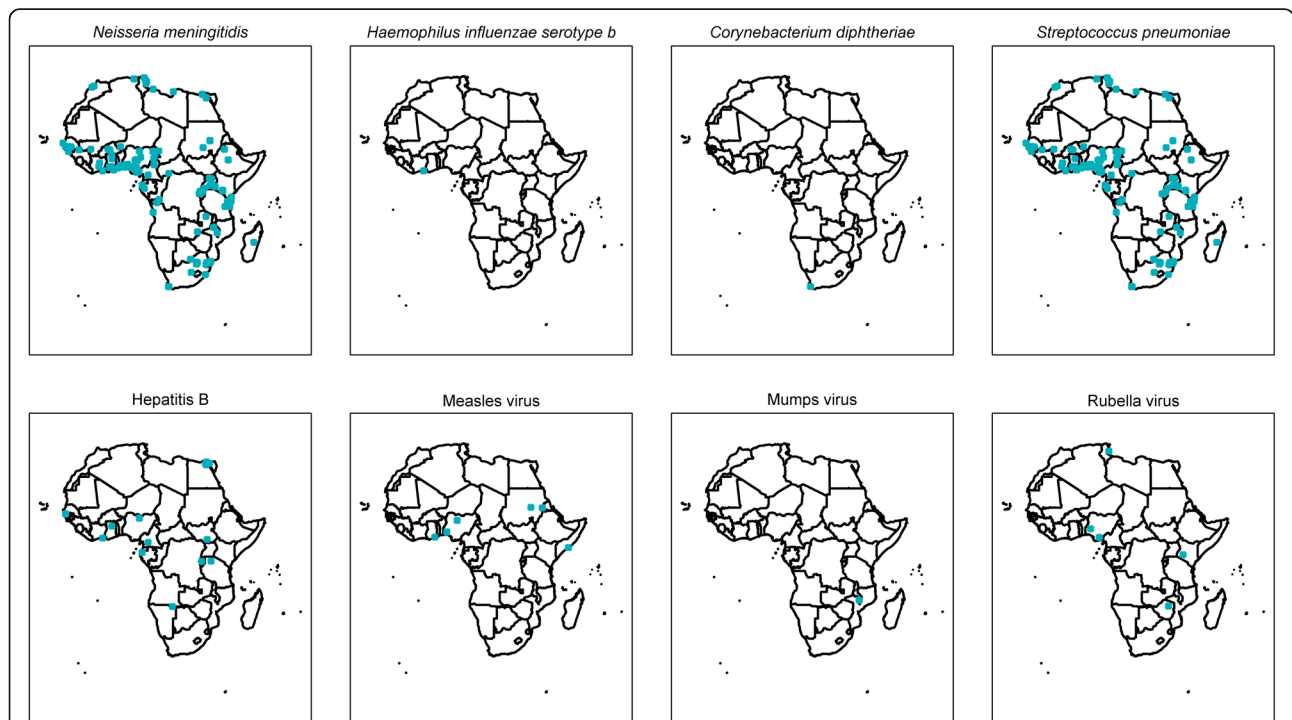 Neisseria meningitidis
Haemophilus influenzae serotype b
Corynebacterium diphtheriae
Streptococcus pneumoniae
Hepatitis B
Measles virus
Mumps virus
Rubella virus